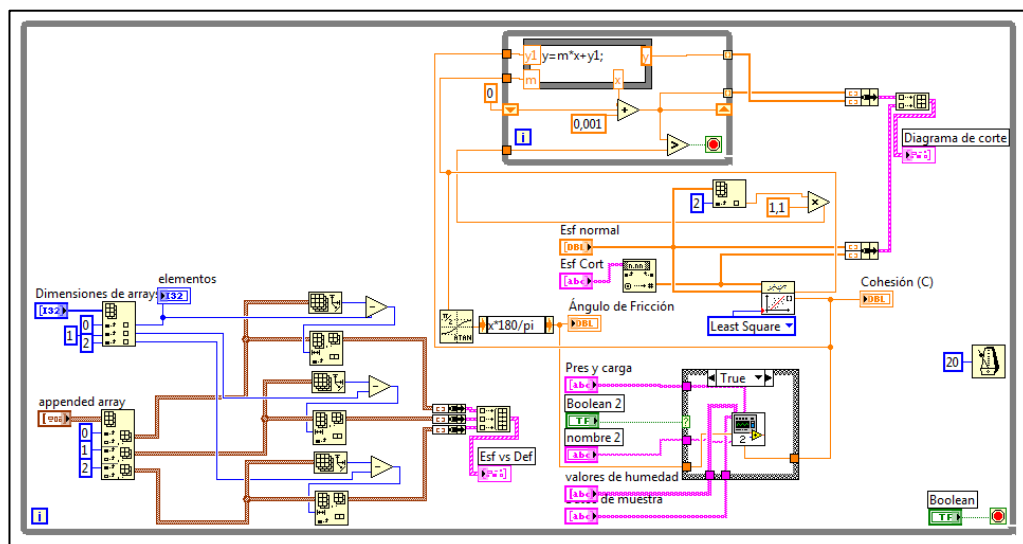 y1 y=m*x+y1; y
m x
0
0,001
+
i
>
Diagrama de corte
2
1,1
x
Esf normal
DBL
Esf Cort
abc
Cohesión (C)
DBL
Least Square
elementos
I32
Dimensiones de arrays
I32
0
1
2
Ángulo de Fricción
DBL
ATAN
x*180/pi
20
True
Pres y carga
abc
Boolean 2
TF
nombre 2
abc
2
valores de humedad
abc
de muestra
abc
appended array
0
1
2
Esf vs Def
Boolean
TF
i